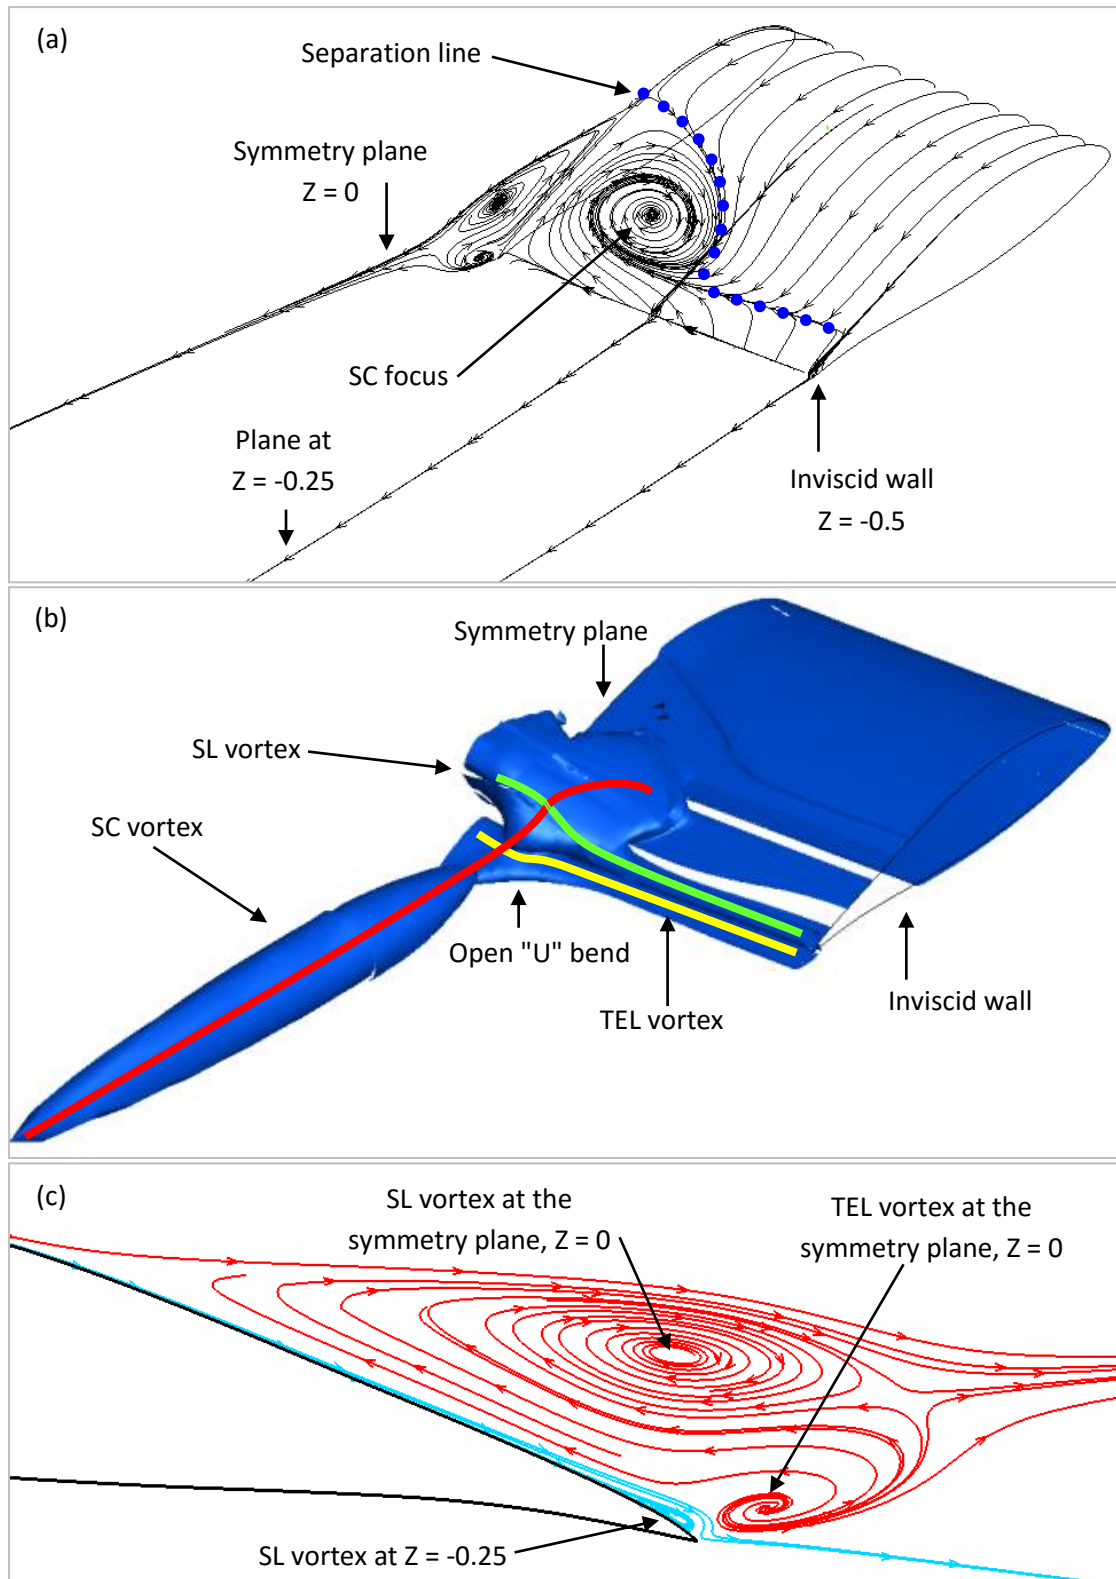 (a)
Separation line
Symmetry plane
Z = 0
SC focus
Plane at
Z = -0.25
Inviscid wall
Z = -0.5
(b)
Symmetry plane
SL vortex
SC vortex
Open "U" bend
TEL vortex
Inviscid wall
(c)
SL vortex at the
symmetry plane, Z = 0
TEL vortex at the
symmetry plane, Z = 0
SL vortex at Z = -0.25